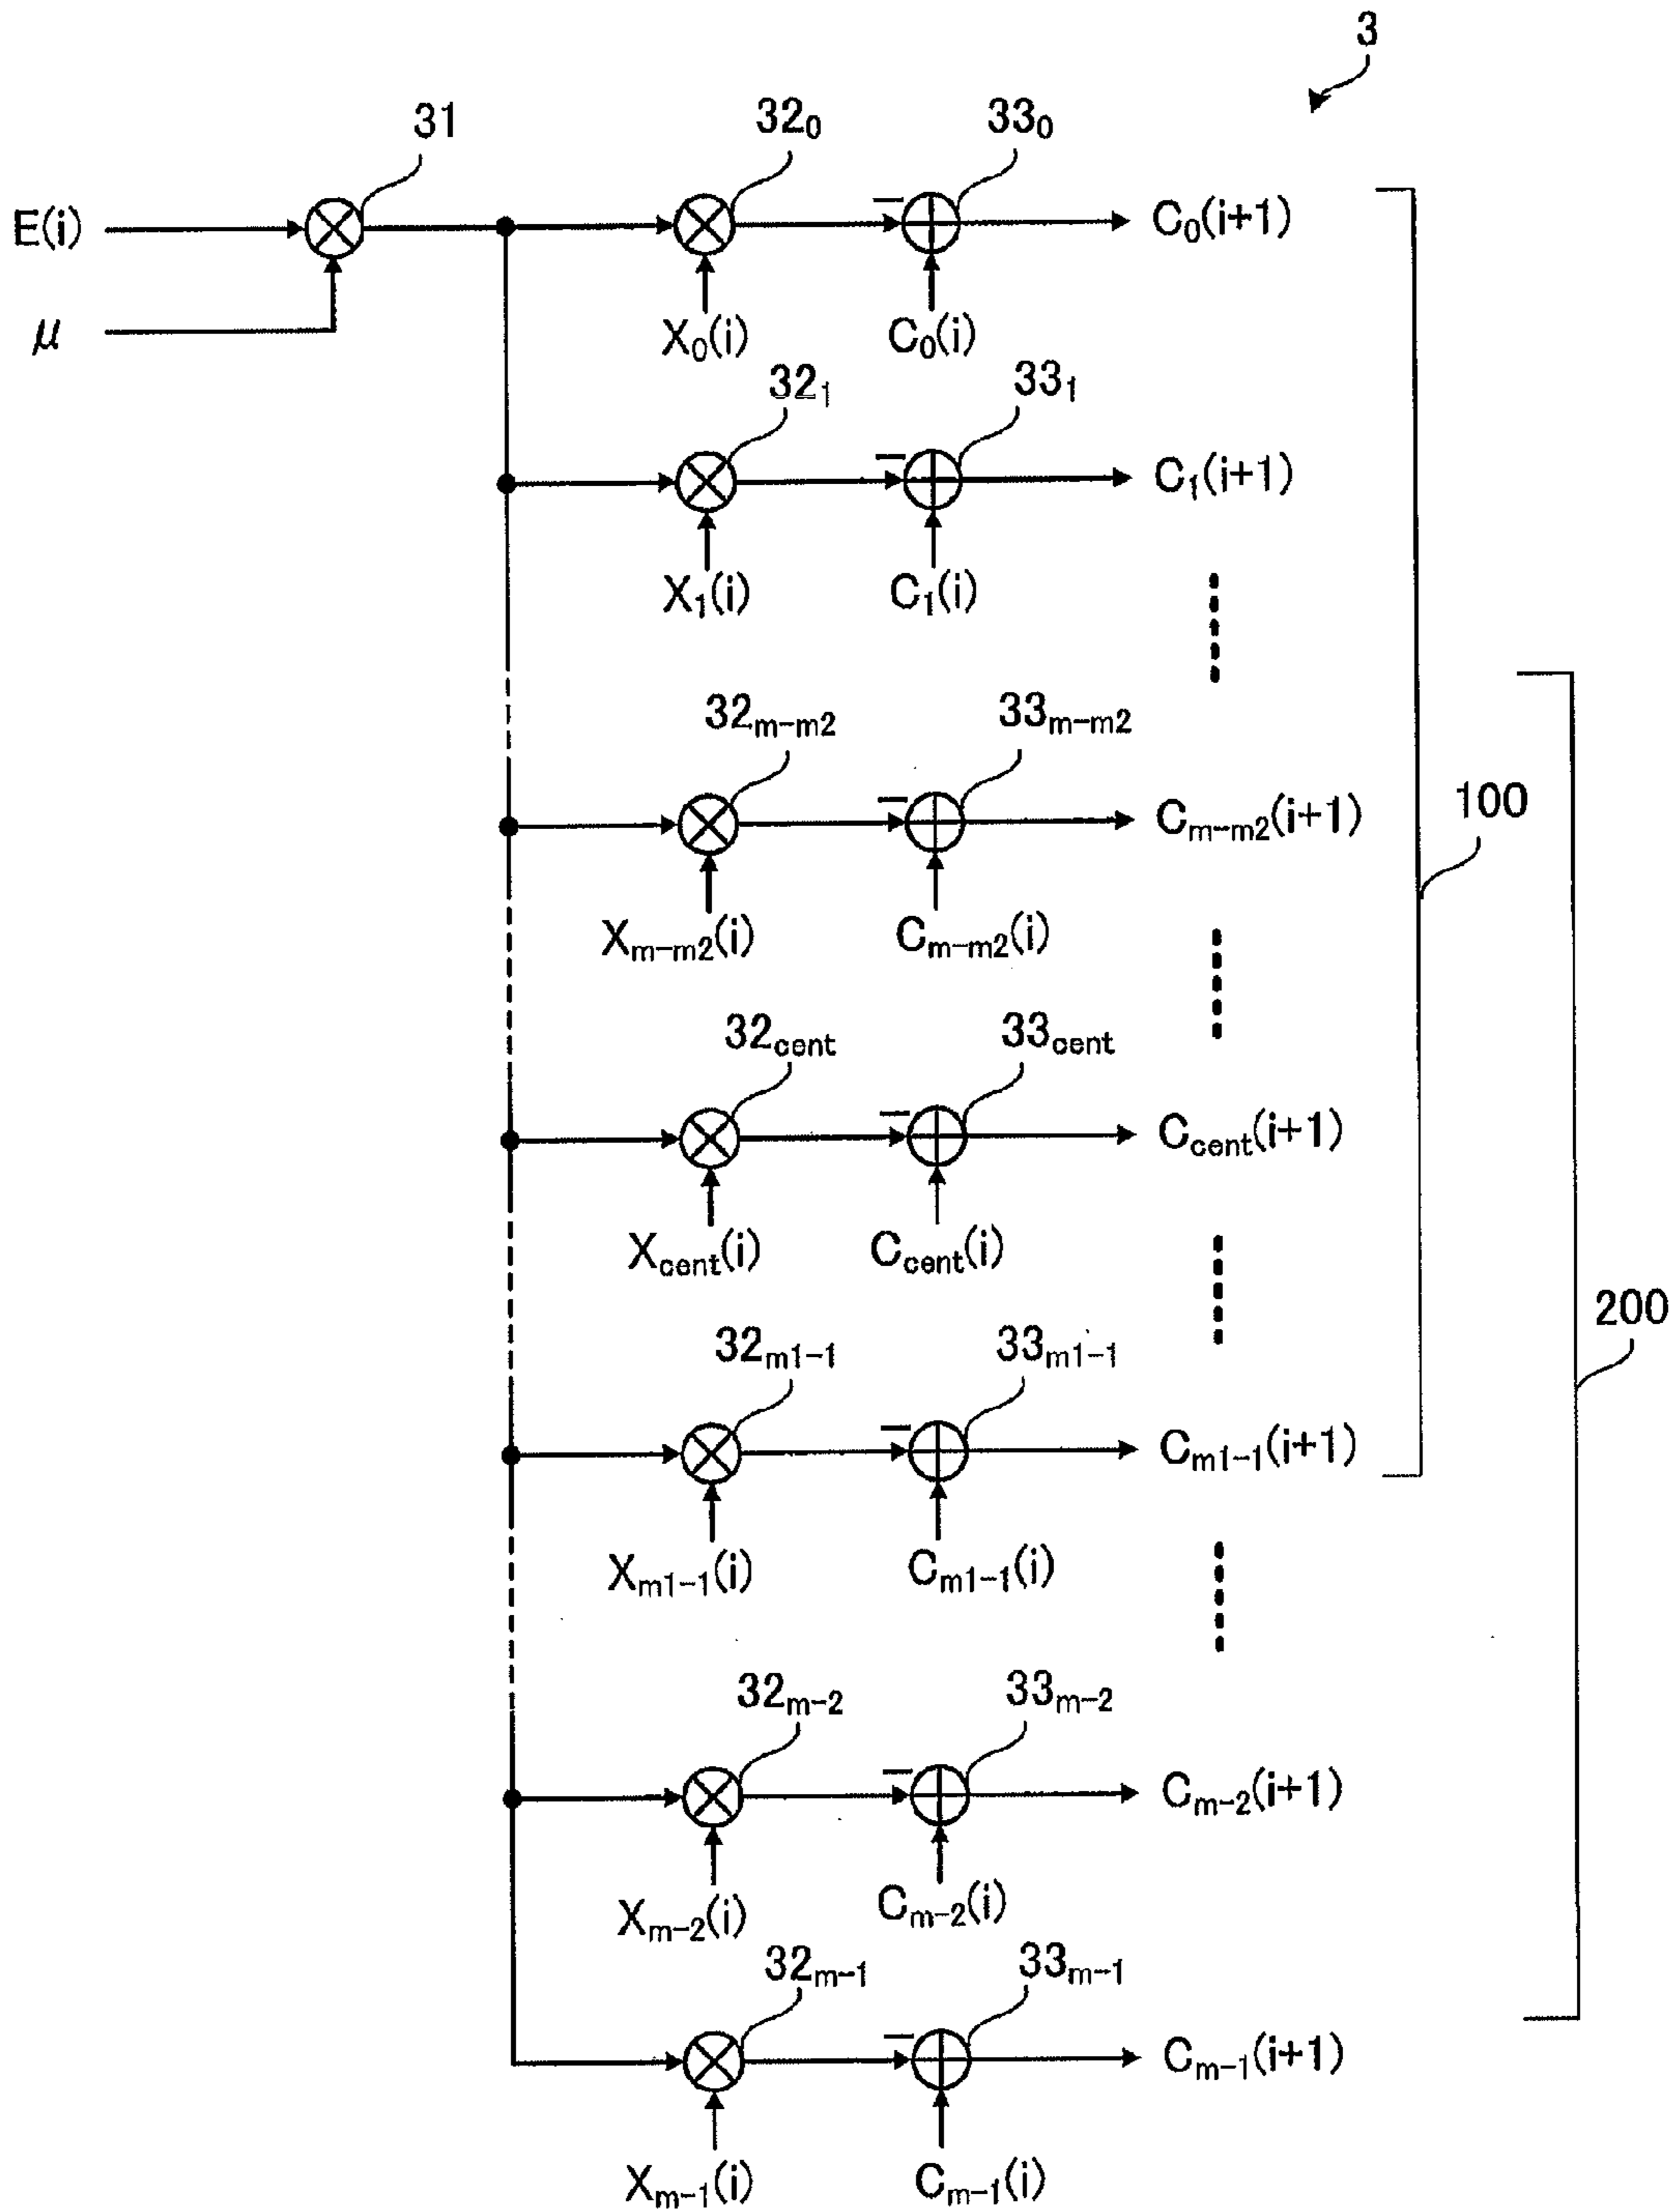 3
31 32₀ 33₀
E(i) − C₀(i+1)
μ X₀(i) C₀(i)
32₁ 33₁
− C₁(i+1)
X₁(i) C₁(i)
32ₘ₋ₘ₂ 33ₘ₋ₘ₂
− Cₘ₋ₘ₂(i+1) 100
Xₘ₋ₘ₂(i) Cₘ₋ₘ₂(i)
32cent 33cent
− Ccent(i+1)
Xcent(i) Ccent(i)
200
32ₘ₁₋₁ 33ₘ₁₋₁
− Cₘ₁₋₁(i+1)
Xₘ₁₋₁(i) Cₘ₁₋₁(i)
32ₘ₋₂ 33ₘ₋₂
− Cₘ₋₂(i+1)
Xₘ₋₂(i) Cₘ₋₂(i)
32ₘ₋₁ 33ₘ₋₁
− Cₘ₋₁(i+1)
Xₘ₋₁(i) Cₘ₋₁(i)